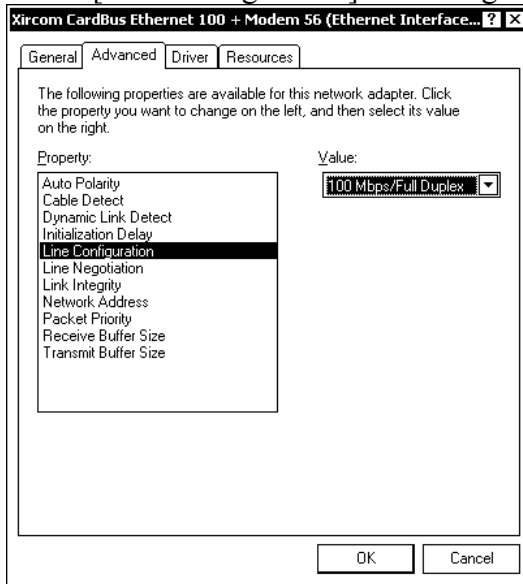 Xircom CardBus Ethernet 100 + Modem 56 (Ethernet Interface... ? X
General Advanced Driver Resources
The following properties are available for this network adapter. Click
the property you want to change on the left, and then select its value
on the right.
Property: Value:
Auto Polarity 100 Mbps/Full Duplex
Cable Detect
Dynamic Link Detect
Initialization Delay
Line Configuration
Line Negotiation
Link Integrity
Network Address
Packet Priority
Receive Buffer Size
Transmit Buffer Size
OK Cancel